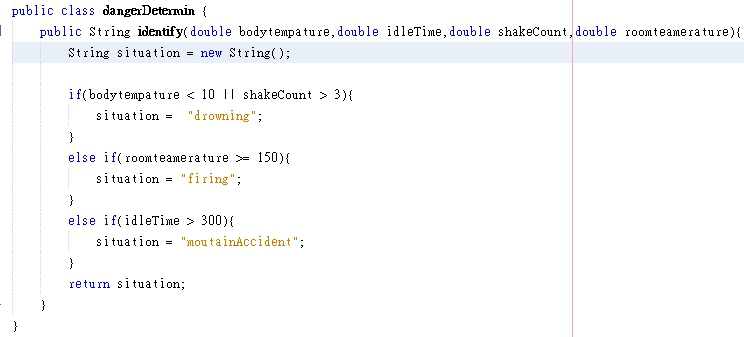 public class dangerDetermin {
public String identify(double bodytempature,double idleTime,double shakeCount,double roomteamerature){
String situation = new String();
if(bodytempature < 10 || shakeCount > 3){
situation =  "drowning";
}
else if(roomteamerature >= 150){
situation = "firing";
}
else if(idleTime > 300){
situation = "moutainAccident";
}
return situation;
}
}